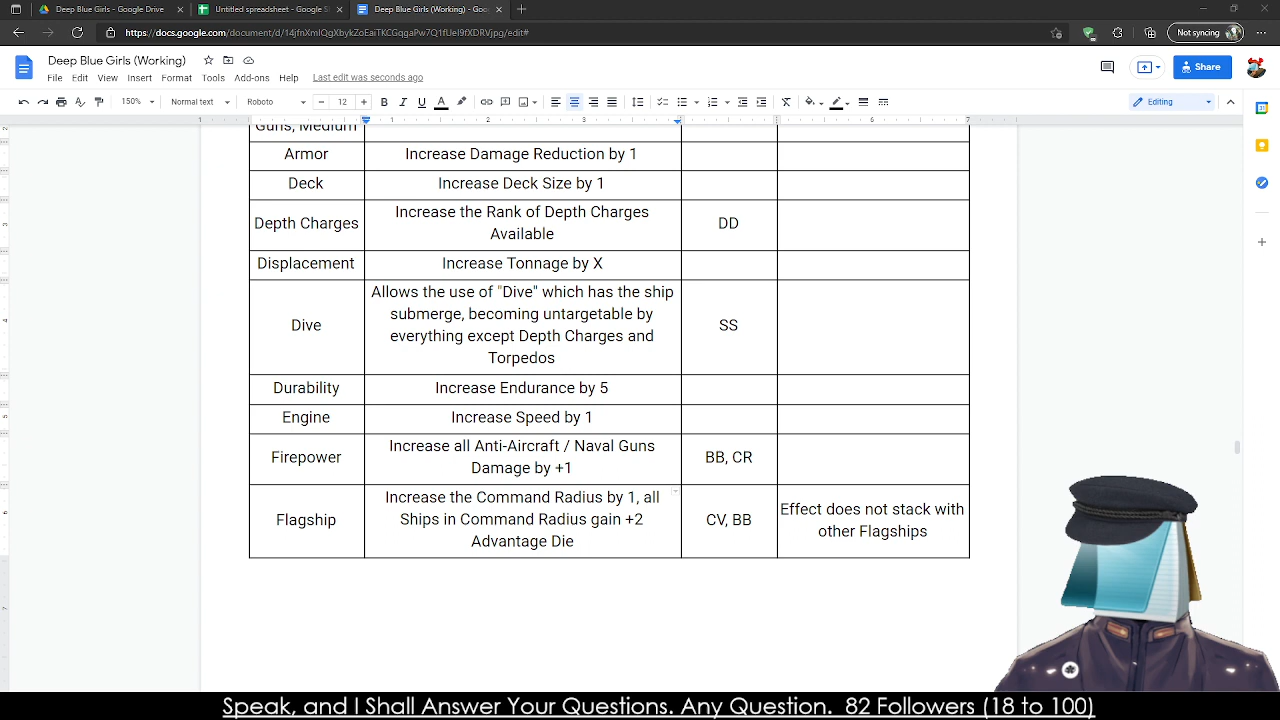 Deep Blue Girls - Google Drive
Untitled spreadsheet - Google S
Deep Blue Girls (Working) - Goo
https://docs.google.com/document/d/14jfnXmIQgXbykZoEaiTKCGqgaPw7Q1fUeI9fXDRVjpg/edit#
Not syncing
Deep Blue Girls (Working)
File Edit View Insert Format Tools Add-ons Help Last edit was seconds ago
Share
150% Normal text Roboto 12 Editing
Guns, Medium
Armor Increase Damage Reduction by 1
Deck Increase Deck Size by 1
Depth Charges Increase the Rank of Depth Charges Available DD
Displacement Increase Tonnage by X
Dive Allows the use of "Dive" which has the ship
submerge, becoming untargetable by
everything except Depth Charges and
Torpedos SS
Durability Increase Endurance by 5
Engine Increase Speed by 1
Firepower Increase all Anti-Aircraft / Naval Guns
Damage by +1 BB, CR
Flagship Increase the Command Radius by 1, all
Ships in Command Radius gain +2
Advantage Die CV, BB Effect does not stack with
other Flagships
Speak, and I Shall Answer Your Questions. Any Question. 82 Followers (18 to 100)